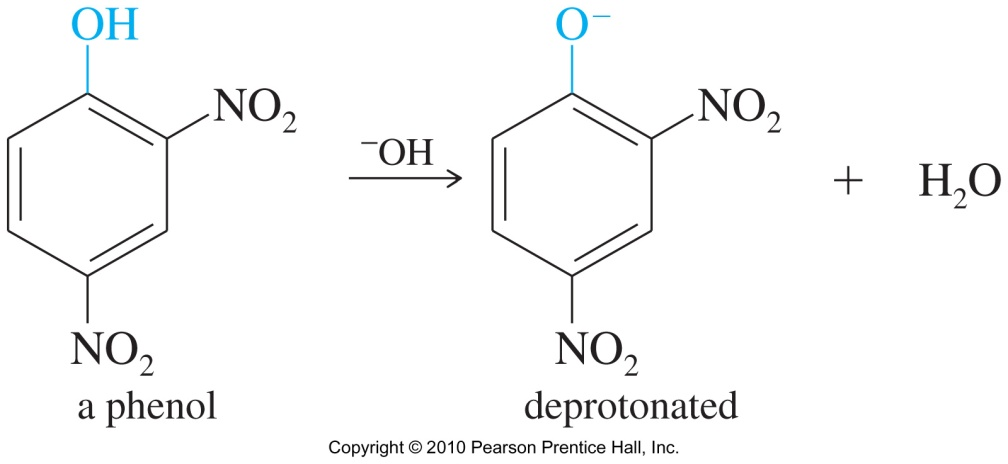 OH
NO₂
NO₂
a phenol
⁻OH
O⁻
NO₂
NO₂
deprotonated
+
H₂O
Copyright © 2010 Pearson Prentice Hall, Inc.